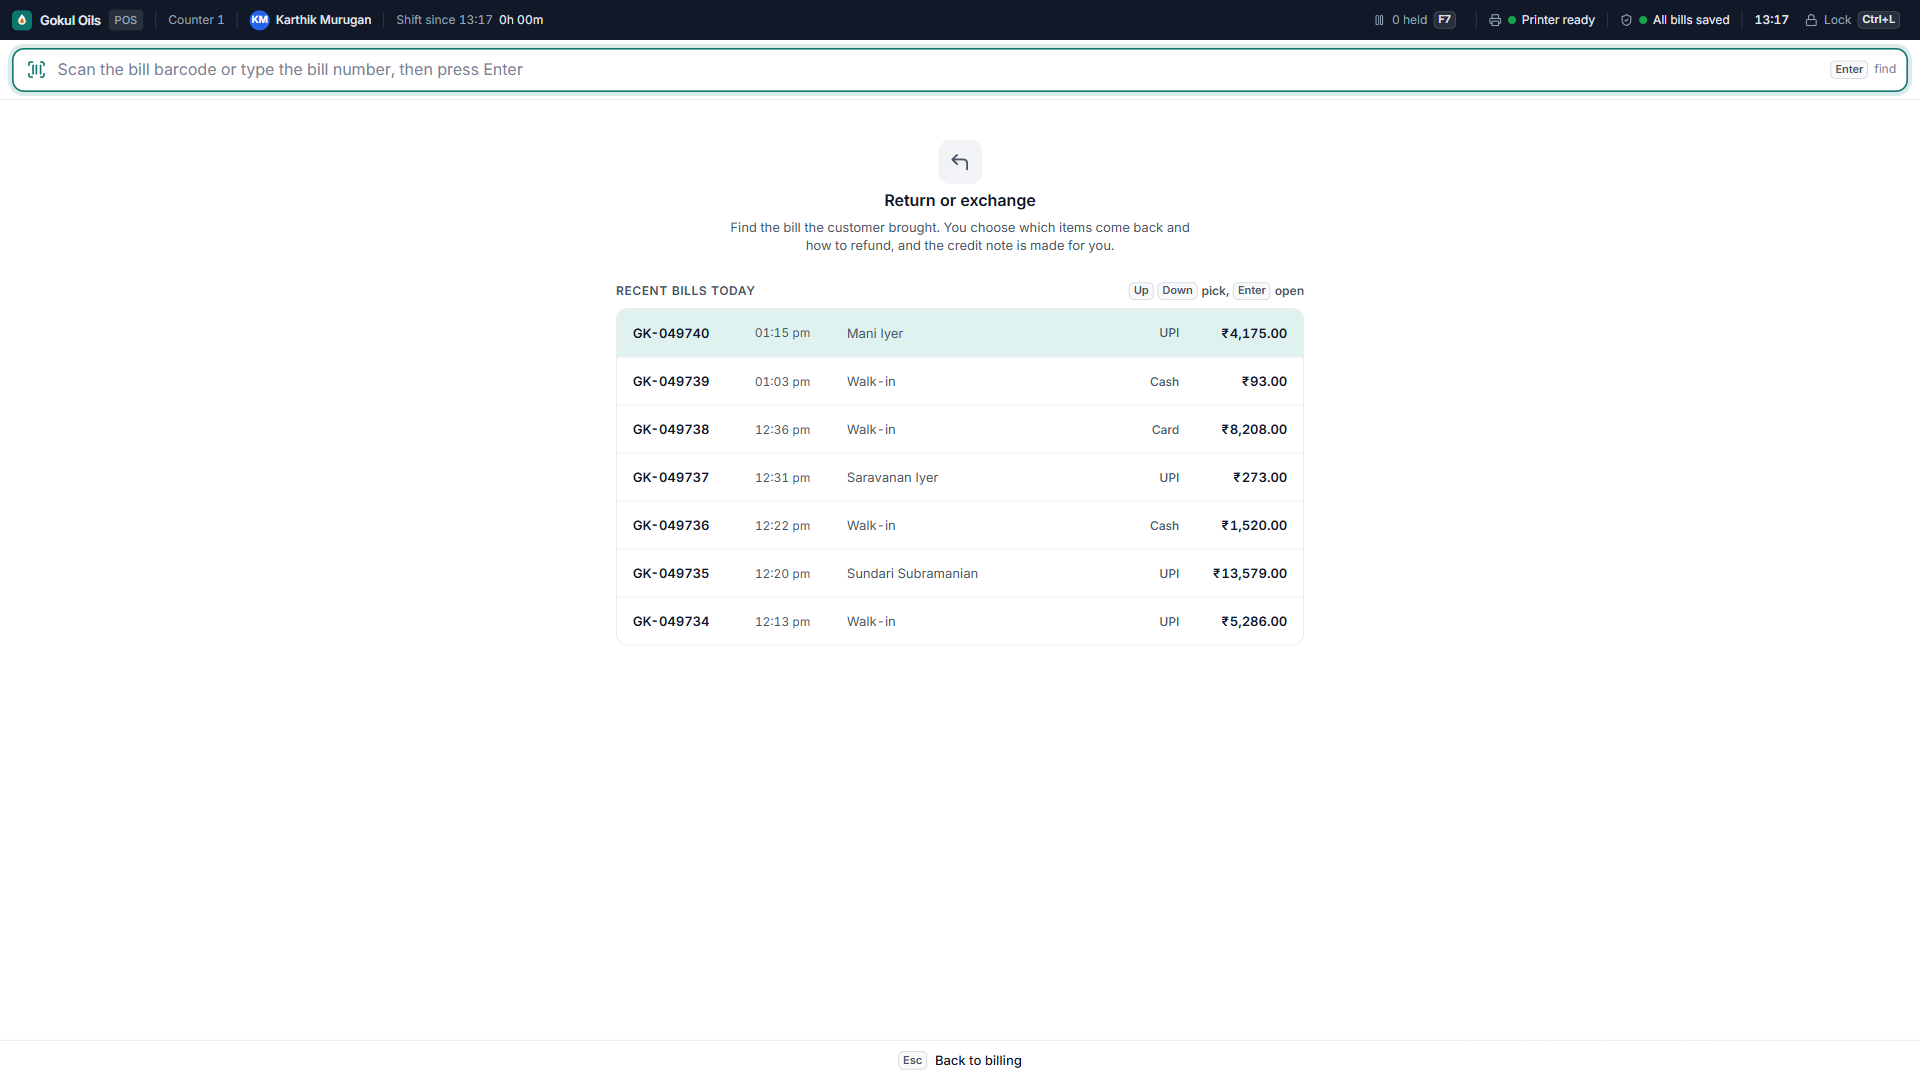 Gokul Oils POS Counter 1 KM Karthik Murugan Shift since 13:17 0h 00m 0 held F7 Printer ready All bills saved 13:17 Lock Ctrl+L
Scan the bill barcode or type the bill number, then press Enter Enter find
Return or exchange
Find the bill the customer brought. You choose which items come back and
how to refund, and the credit note is made for you.
RECENT BILLS TODAY Up Down pick, Enter open
GK-049740 01:15 pm Mani Iyer UPI ₹4,175.00
GK-049739 01:03 pm Walk-in Cash ₹93.00
GK-049738 12:36 pm Walk-in Card ₹8,208.00
GK-049737 12:31 pm Saravanan Iyer UPI ₹273.00
GK-049736 12:22 pm Walk-in Cash ₹1,520.00
GK-049735 12:20 pm Sundari Subramanian UPI ₹13,579.00
GK-049734 12:13 pm Walk-in UPI ₹5,286.00
Esc Back to billing